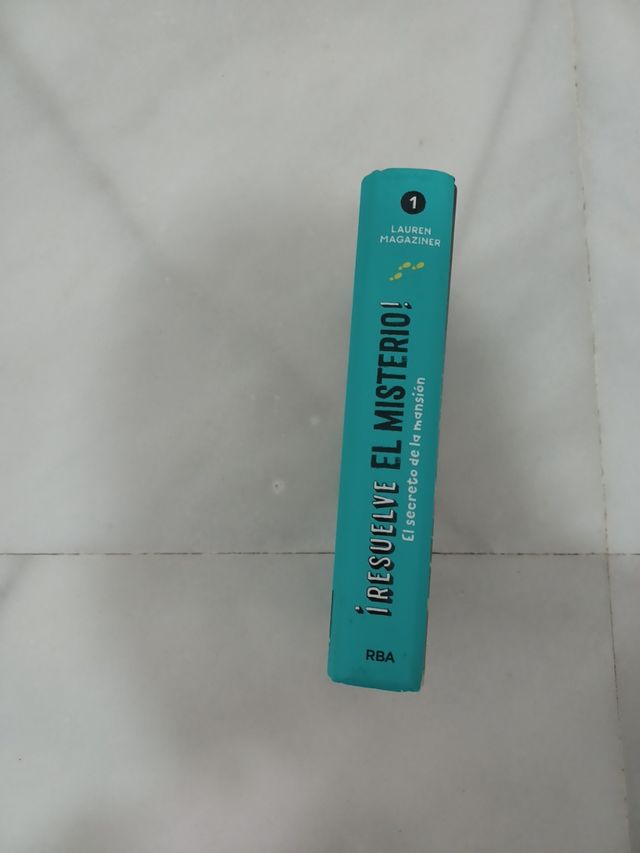 1
LAUREN
MAGAZINER
¡RESUELVE EL MISTERIO!
El secreto de la mansión
RBA